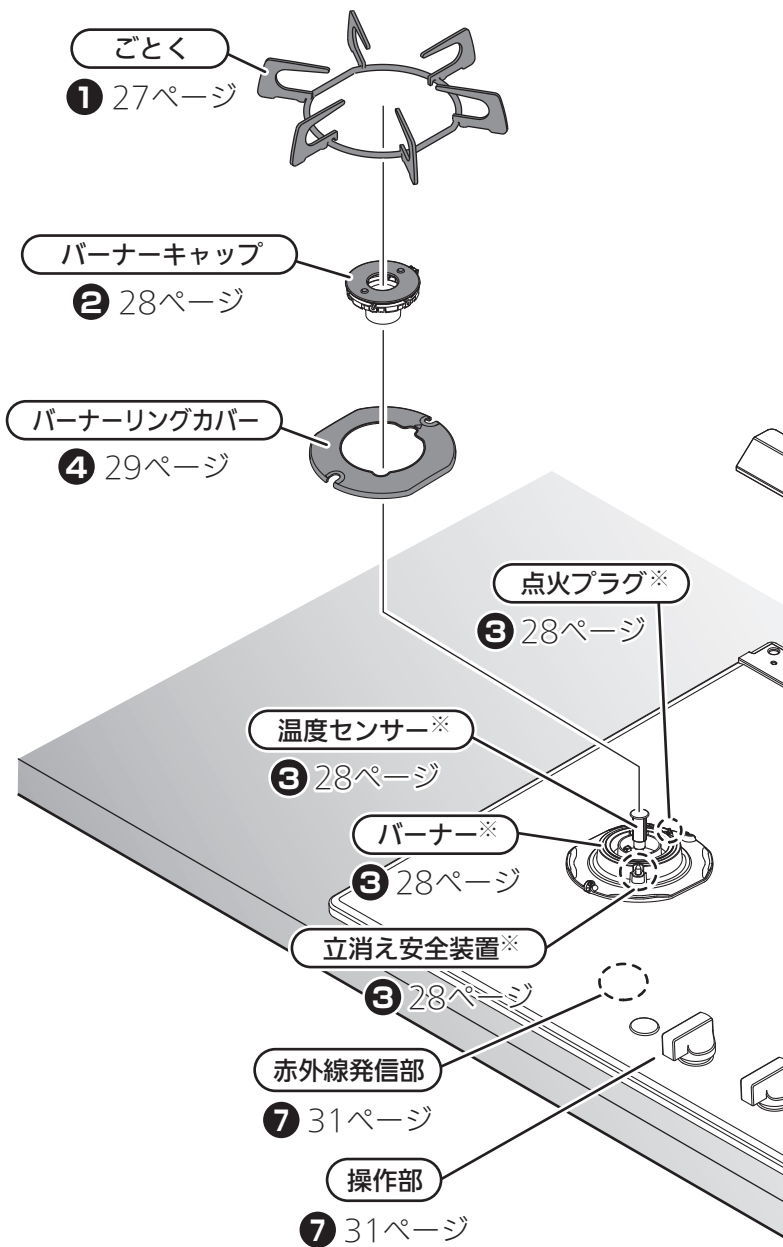 ごとく
❶ 27ページ
バーナーキャップ
❷ 28ページ
バーナーリングカバー
❹ 29ページ
点火プラグ※
❸ 28ページ
温度センサー※
❸ 28ページ
バーナー※
❸ 28ページ
立消え安全装置※
❸ 28ページ
赤外線発信部
❼ 31ページ
操作部
❼ 31ページ